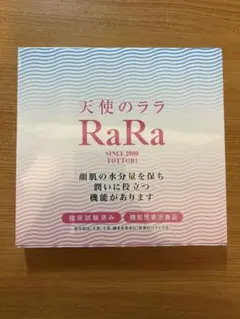 天使のララ
RaRa
SINCE 2000
TOTTORI
顔肌の水分量を保ち
潤いに役立つ
機能があります
臨床試験済み 機能性表示食品